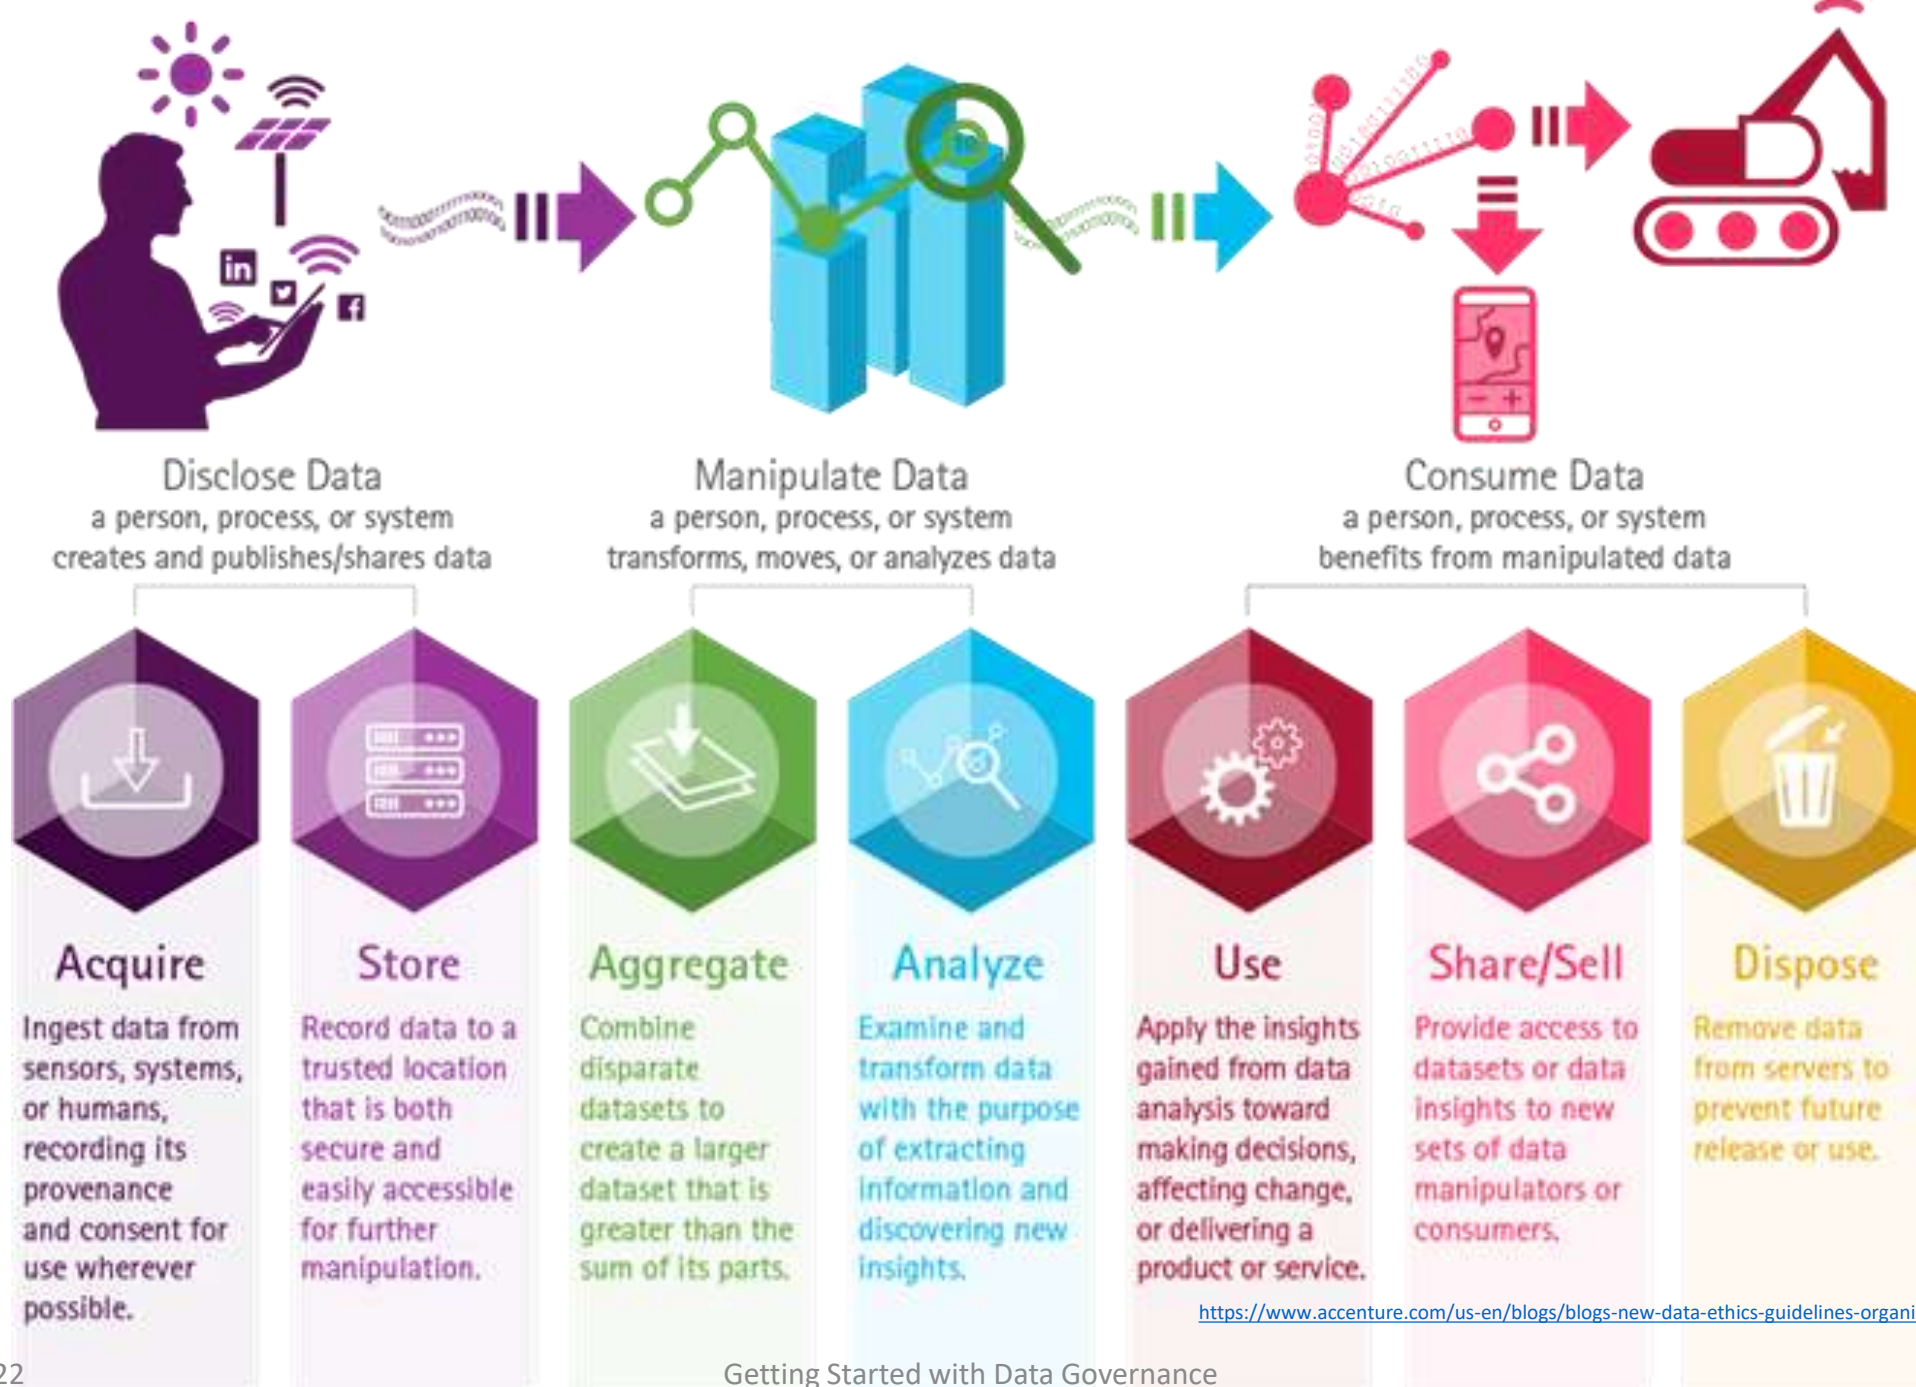 in
Disclose Data
a person, process, or system
creates and publishes/shares data
Manipulate Data
a person, process, or system
transforms, moves, or analyzes data
Consume Data
a person, process, or system
benefits from manipulated data
Acquire
Ingest data from
sensors, systems,
or humans,
recording its
provenance
and consent for
use wherever
possible.
Store
Record data to a
trusted location
that is both
secure and
easily accessible
for further
manipulation.
Aggregate
Combine
disparate
datasets to
create a larger
dataset that is
greater than the
sum of its parts.
Analyze
Examine and
transform data
with the purpose
of extracting
information and
discovering new
insights.
Use
Apply the insights
gained from data
analysis toward
making decisions,
affecting change,
or delivering a
product or service.
Share/Sell
Provide access to
datasets or data
insights to new
sets of data
manipulators or
consumers.
Dispose
Remove data
from servers to
prevent future
release or use.
https://www.accenture.com/us-en/blogs/blogs-new-data-ethics-guidelines-organi
22
Getting Started with Data Governance